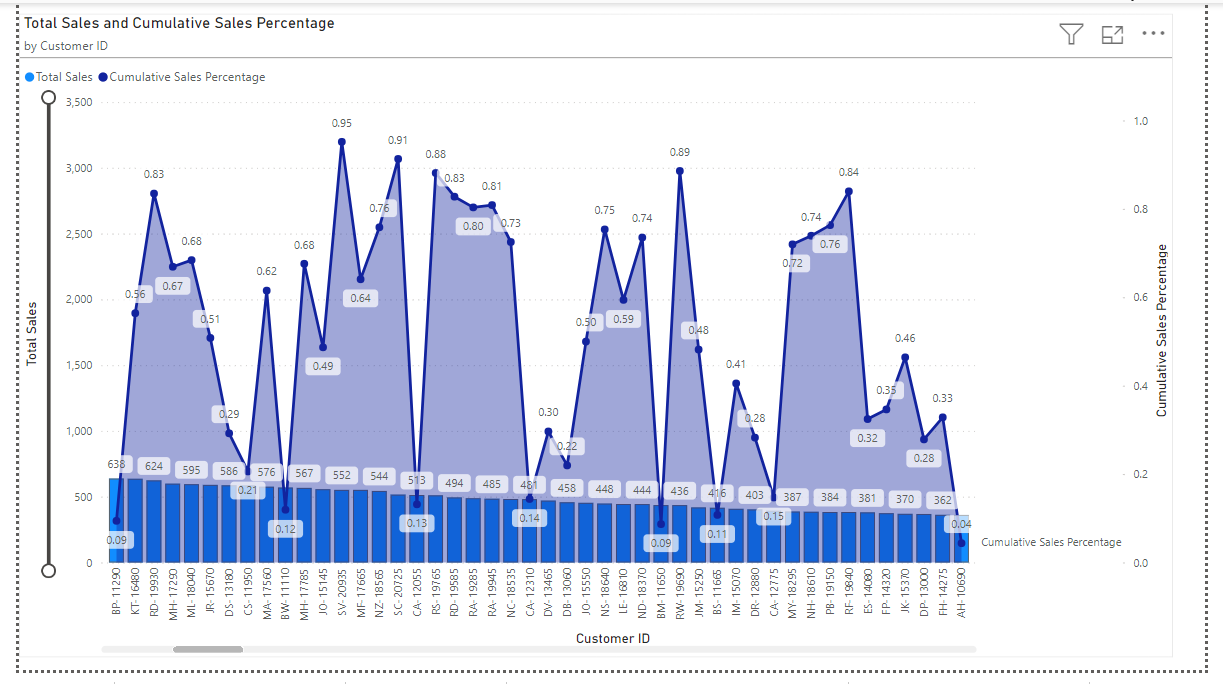 Total Sales and Cumulative Sales Percentage
by Customer ID
Total Sales Cumulative Sales Percentage
3,500
3,000
2,500
2,000
1,500
1,000
500
0
Total Sales
0.09
0.56
0.83
0.67
0.68
0.51
0.29
0.21
0.62
0.12
0.68
0.49
0.95
0.64
0.76
0.91
0.13
0.88
0.83
0.80
0.81
0.73
0.14
0.30
0.22
0.50
0.75
0.59
0.74
0.09
0.89
0.48
0.11
0.41
0.28
0.15
0.72
0.74
0.76
0.84
0.32
0.35
0.46
0.28
0.33
0.04
638 624 595 586 576 567 552 544 513 494 485 481 458 448 444 436 416 403 387 384 381 370 362
1.0
0.8
0.6
0.4
0.2
0.0
Cumulative Sales Percentage
Cumulative Sales Percentage
BP-11290
KT-16480
RD-19930
MH-17290
ML-18040
JR-15670
DS-13180
CS-11950
MA-17560
BW-11110
MH-17785
JO-15145
SV-20935
MF-17665
NZ-18565
SC-20725
CA-12055
RS-19765
RD-19585
RA-19285
RA-19945
NC-18535
CA-12310
DV-13465
DB-13060
JO-15550
NS-18640
LE-16810
ND-18370
BM-11650
RW-19690
JM-15250
BS-11665
IM-15070
DR-12880
CA-12775
MY-18295
NH-18610
PB-19150
RF-19840
ES-14080
FP-14320
JK-15370
DP-13000
FH-14275
AH-10690
Customer ID